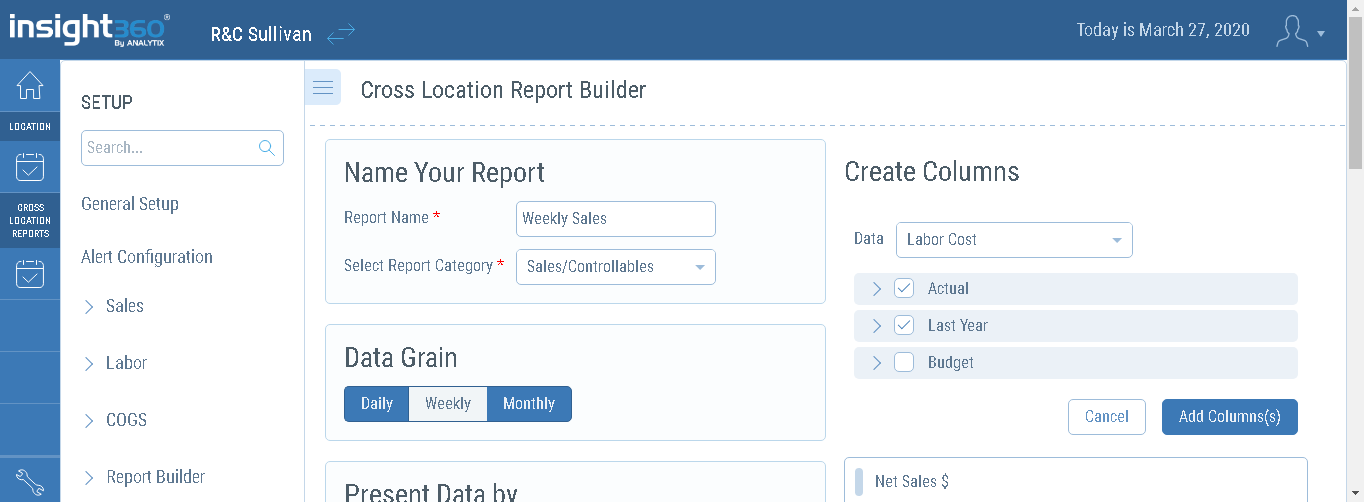 insight360®
By ANALYTIX
R&C Sullivan
Today is March 27, 2020
LOCATION
CROSS
LOCATION
REPORTS
SETUP
Search...
General Setup
Alert Configuration
Sales
Labor
COGS
Report Builder
Cross Location Report Builder
Name Your Report
Report Name *
Weekly Sales
Select Report Category *
Sales/Controllables
Data Grain
Daily
Weekly
Monthly
Present Data by
Create Columns
Data
Labor Cost
Actual
Last Year
Budget
Cancel
Add Columns(s)
Net Sales $